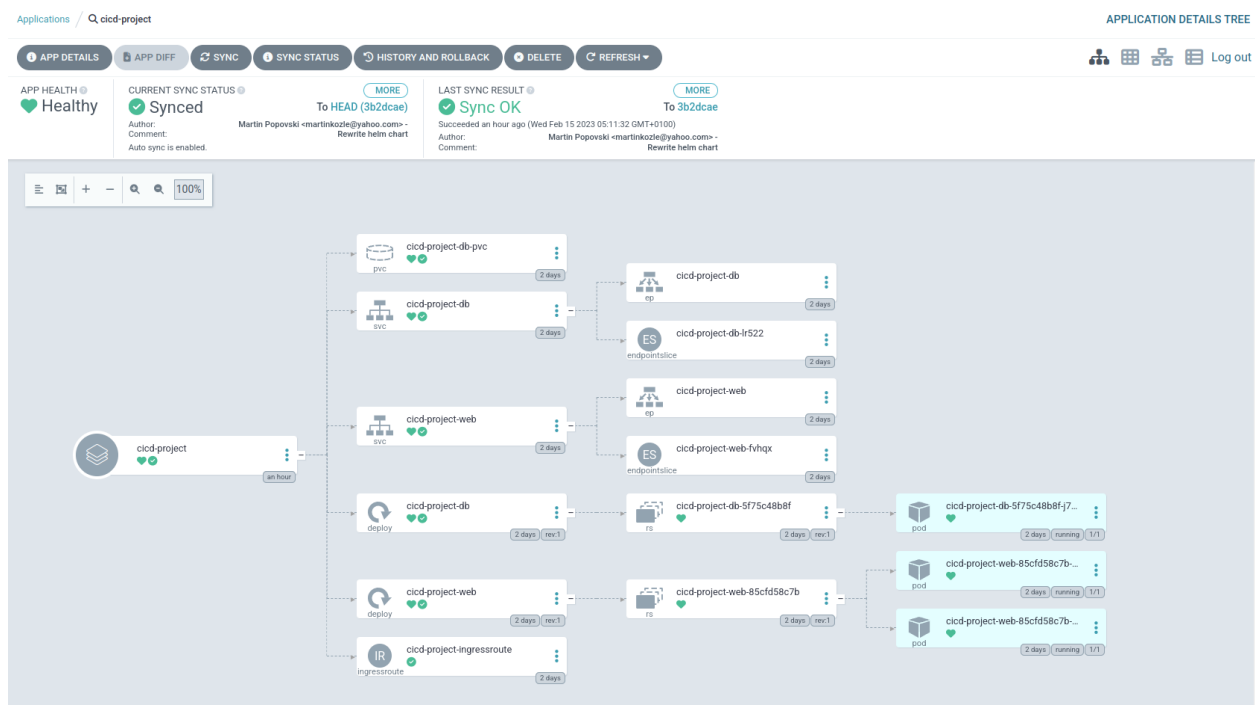 Applications / cicd-project
APPLICATION DETAILS TREE
APP DETAILS APP DIFF SYNC SYNC STATUS HISTORY AND ROLLBACK DELETE REFRESH Log out
APP HEALTH
Healthy
CURRENT SYNC STATUS MORE
Synced To HEAD (3b2dcae)
Author: Martin Popovski <martinkozle@yahoo.com> -
Comment: Rewrite helm chart
Auto sync is enabled.
LAST SYNC RESULT MORE
Sync OK To 3b2dcae
Succeeded an hour ago (Wed Feb 15 2023 05:11:32 GMT+0100)
Author: Martin Popovski <martinkozle@yahoo.com> -
Comment: Rewrite helm chart
100%
cicd-project
an hour
cicd-project-db-pvc
pvc
2 days
cicd-project-db
svc
2 days
cicd-project-db
ep
2 days
ES
cicd-project-db-lr522
endpointslice
2 days
cicd-project-web
svc
2 days
cicd-project-web
ep
2 days
ES
cicd-project-web-fvhqx
endpointslice
2 days
cicd-project-db
deploy
2 days rev:1
cicd-project-db-5f75c48b8f
rs
2 days rev:1
cicd-project-db-5f75c48b8f-j7...
pod
2 days running 1/1
cicd-project-web
deploy
2 days rev:1
cicd-project-web-85cfd58c7b
rs
2 days rev:1
cicd-project-web-85cfd58c7b-...
pod
2 days running 1/1
cicd-project-web-85cfd58c7b-...
pod
2 days running 1/1
IR
cicd-project-ingressroute
ingressroute
2 days